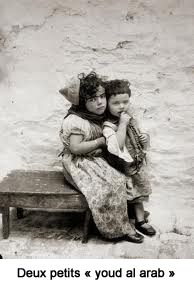 Deux petits « youd al arab »